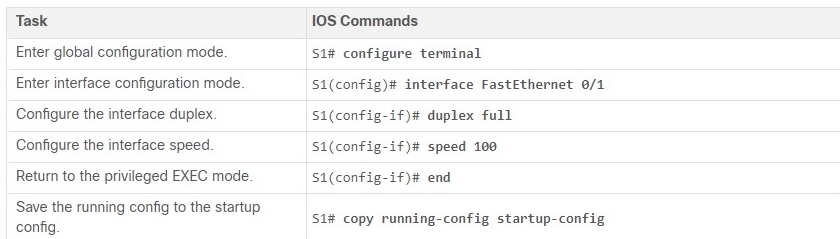 Task IOS Commands
Enter global configuration mode. S1# configure terminal
Enter interface configuration mode. S1(config)# interface FastEthernet 0/1
Configure the interface duplex. S1(config-if)# duplex full
Configure the interface speed. S1(config-if)# speed 100
Return to the privileged EXEC mode. S1(config-if)# end
Save the running config to the startup
config. S1# copy running-config startup-config